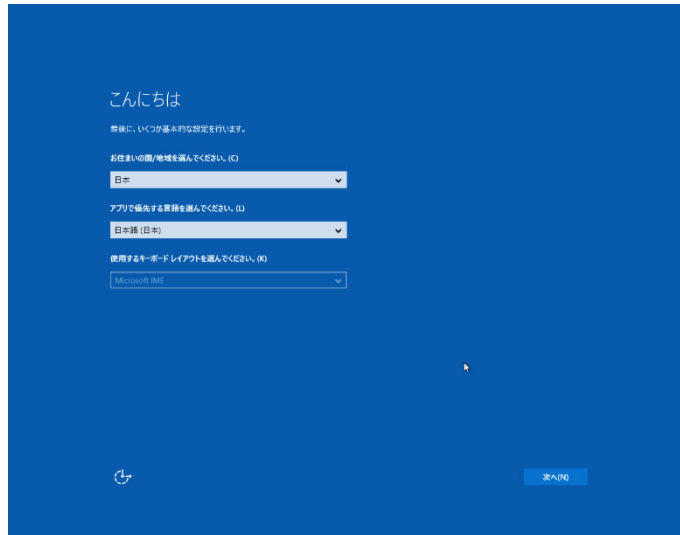 こんにちは
最後に、いくつか基本的な設定を行います。
お住まいの国/地域を選んでください。(C)
日本
アプリで優先する言語を選んでください。(L)
日本語 (日本)
使用するキーボード レイアウトを選んでください。(K)
Microsoft IME
次へ(N)